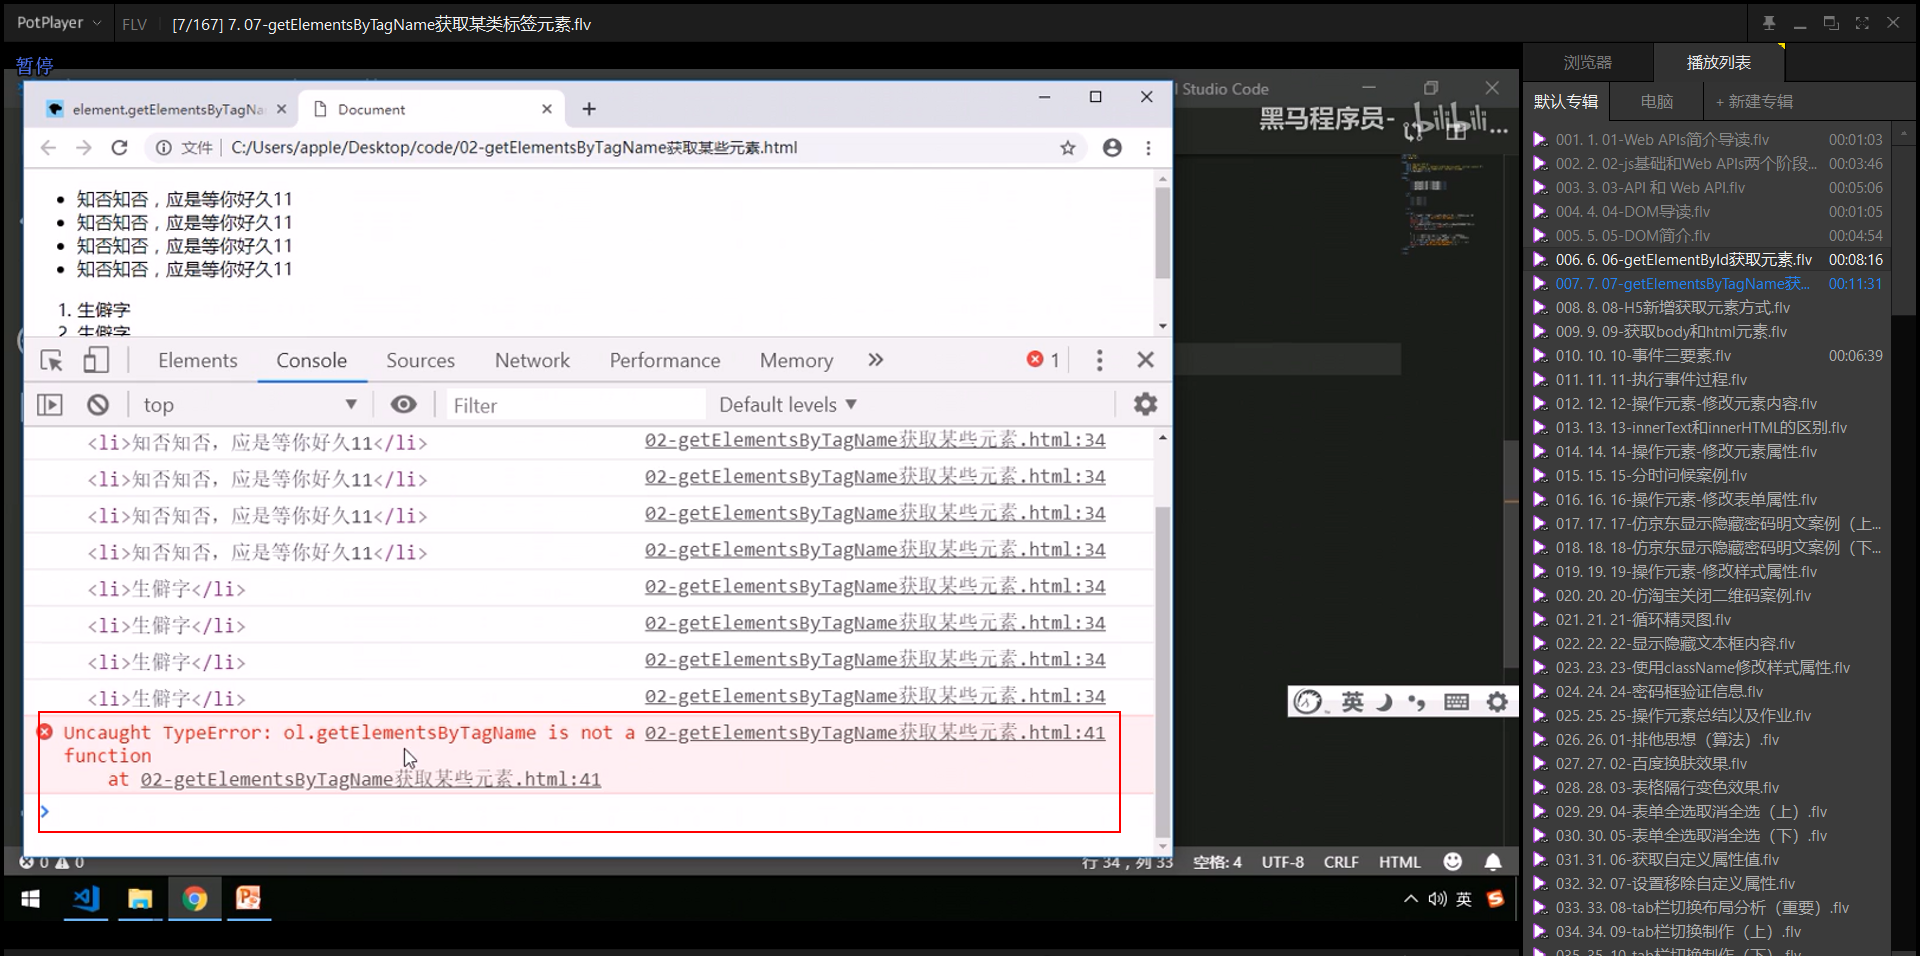 PotPlayer FLV [7/167] 7. 07-getElementsByTagName获取某类标签元素.flv
暂停
element.getElementsByTagNa Document
l Studio Code
黑马程序员- bilibili
文件 C:/Users/apple/Desktop/code/02-getElementsByTagName获取某些元素.html
知否知否，应是等你好久11
知否知否，应是等你好久11
知否知否，应是等你好久11
知否知否，应是等你好久11
1. 生僻字
2. 生僻字
Elements Console Sources Network Performance Memory » 1
top Filter Default levels
<li>知否知否，应是等你好久11</li> 02-getElementsByTagName获取某些元素.html:34
<li>知否知否，应是等你好久11</li> 02-getElementsByTagName获取某些元素.html:34
<li>知否知否，应是等你好久11</li> 02-getElementsByTagName获取某些元素.html:34
<li>知否知否，应是等你好久11</li> 02-getElementsByTagName获取某些元素.html:34
<li>生僻字</li> 02-getElementsByTagName获取某些元素.html:34
<li>生僻字</li> 02-getElementsByTagName获取某些元素.html:34
<li>生僻字</li> 02-getElementsByTagName获取某些元素.html:34
<li>生僻字</li> 02-getElementsByTagName获取某些元素.html:34
Uncaught TypeError: ol.getElementsByTagName is not a 02-getElementsByTagName获取某些元素.html:41
function
at 02-getElementsByTagName获取某些元素.html:41
英
0 0 行 34，列 33 空格: 4 UTF-8 CRLF HTML
英
浏览器 播放列表
默认专辑 电脑 + 新建专辑
001. 1. 01-Web APIs简介导读.flv 00:01:03
002. 2. 02-js基础和Web APIs两个阶段... 00:03:46
003. 3. 03-API 和 Web API.flv 00:05:06
004. 4. 04-DOM导读.flv 00:01:05
005. 5. 05-DOM简介.flv 00:04:54
006. 6. 06-getElementById获取元素.flv 00:08:16
007. 7. 07-getElementsByTagName获... 00:11:31
008. 8. 08-H5新增获取元素方式.flv
009. 9. 09-获取body和html元素.flv
010. 10. 10-事件三要素.flv 00:06:39
011. 11. 11-执行事件过程.flv
012. 12. 12-操作元素-修改元素内容.flv
013. 13. 13-innerText和innerHTML的区别.flv
014. 14. 14-操作元素-修改元素属性.flv
015. 15. 15-分时问候案例.flv
016. 16. 16-操作元素-修改表单属性.flv
017. 17. 17-仿京东显示隐藏密码明文案例（上...
018. 18. 18-仿京东显示隐藏密码明文案例（下...
019. 19. 19-操作元素-修改样式属性.flv
020. 20. 20-仿淘宝关闭二维码案例.flv
021. 21. 21-循环精灵图.flv
022. 22. 22-显示隐藏文本框内容.flv
023. 23. 23-使用className修改样式属性.flv
024. 24. 24-密码框验证信息.flv
025. 25. 25-操作元素总结以及作业.flv
026. 26. 01-排他思想（算法）.flv
027. 27. 02-百度换肤效果.flv
028. 28. 03-表格隔行变色效果.flv
029. 29. 04-表单全选取消全选（上）.flv
030. 30. 05-表单全选取消全选（下）.flv
031. 31. 06-获取自定义属性值.flv
032. 32. 07-设置移除自定义属性.flv
033. 33. 08-tab栏切换布局分析（重要）.flv
034. 34. 09-tab栏切换制作（上）.flv
035. 35. 10-tab栏切换制作（下）.flv